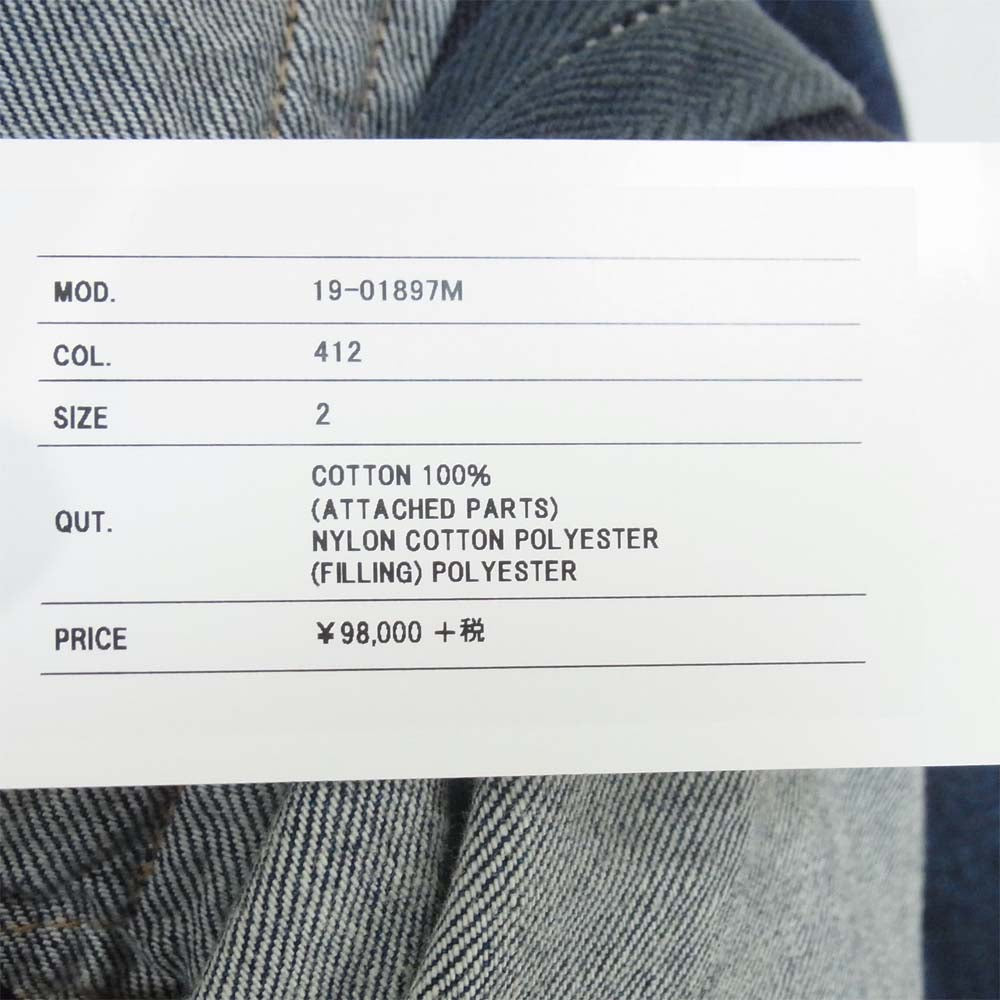 MOD. 19-01897M
COL. 412
SIZE 2
QUT. COTTON 100%
(ATTACHED PARTS)
NYLON COTTON POLYESTER
(FILLING) POLYESTER
PRICE ¥98,000 +税